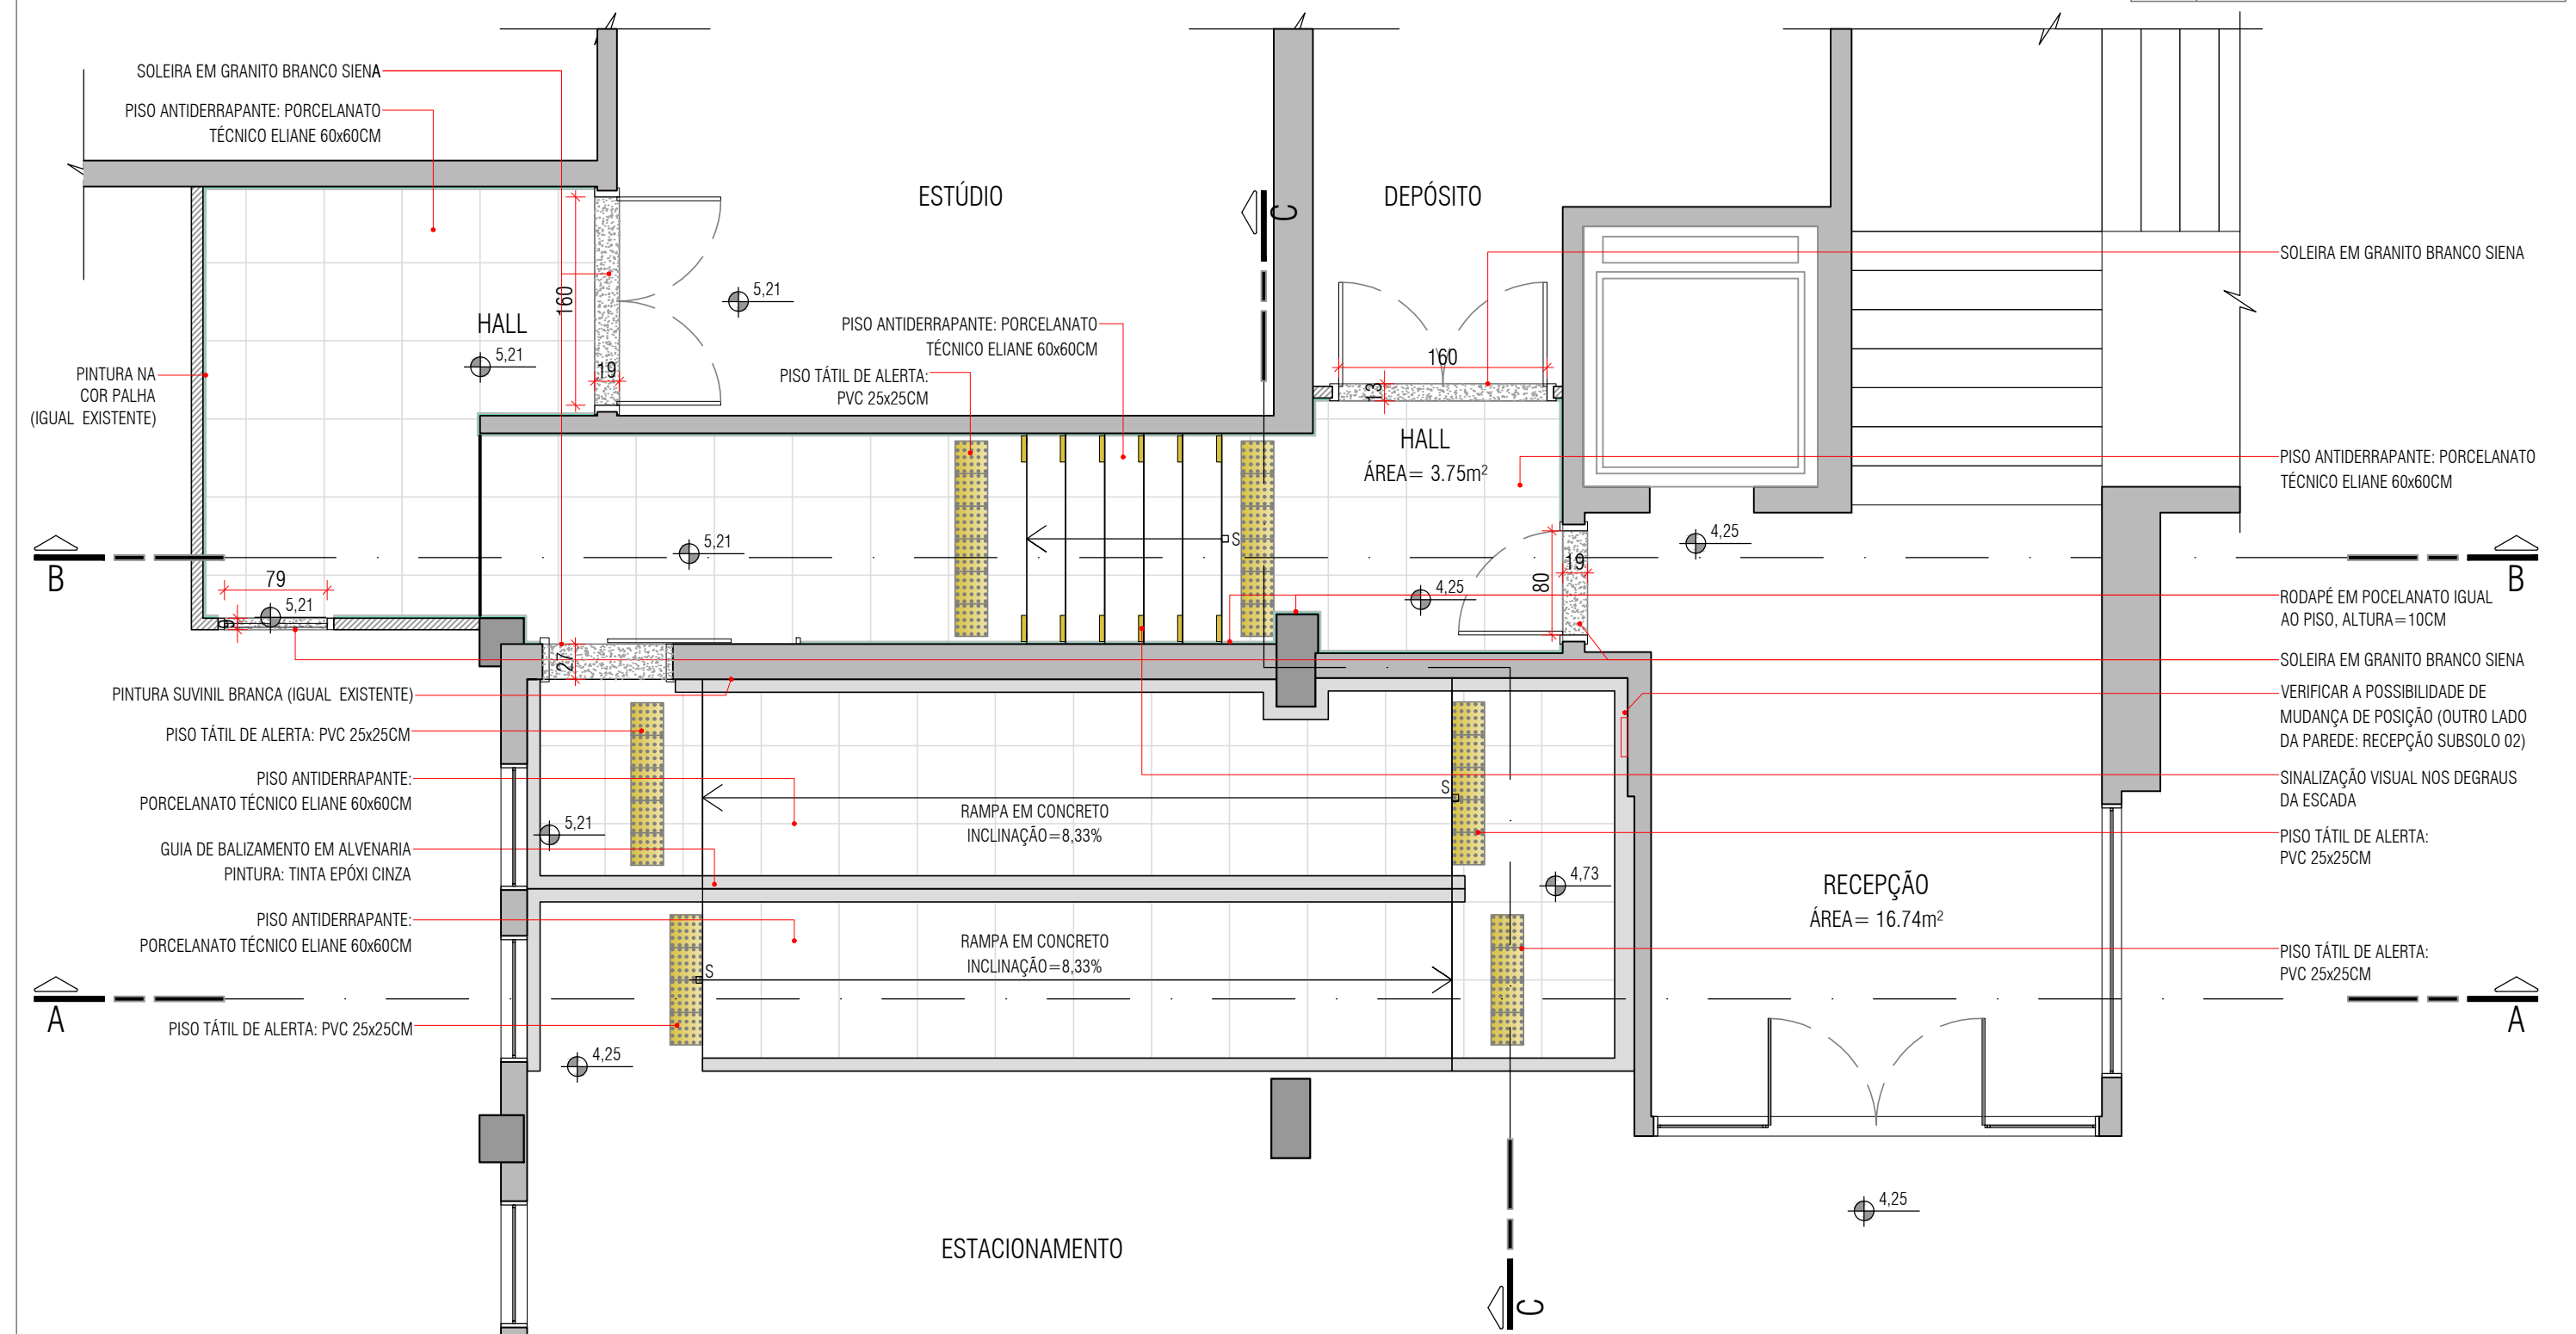 SOLEIRA EM GRANITO BRANCO SIENA
PISO ANTIDERRAPANTE: PORCELANATO
TÉCNICO ELIANE 60x60CM
ESTÚDIO
DEPÓSITO
C
SOLEIRA EM GRANITO BRANCO SIENA
160
5,21
HALL
5,21
19
PISO ANTIDERRAPANTE: PORCELANATO
TÉCNICO ELIANE 60x60CM
PISO TÁTIL DE ALERTA:
PVC 25x25CM
160
13
PINTURA NA
COR PALHA
(IGUAL EXISTENTE)
HALL
ÁREA= 3.75m²
PISO ANTIDERRAPANTE: PORCELANATO
TÉCNICO ELIANE 60x60CM
B
5,21
S
4,25
B
79
5,21
9
4,25
80
19
RODAPÉ EM POCELANATO IGUAL
AO PISO, ALTURA=10CM
27
SOLEIRA EM GRANITO BRANCO SIENA
PINTURA SUVINIL BRANCA (IGUAL EXISTENTE)
VERIFICAR A POSSIBILIDADE DE
MUDANÇA DE POSIÇÃO (OUTRO LADO
DA PAREDE: RECEPÇÃO SUBSOLO 02)
PISO TÁTIL DE ALERTA: PVC 25x25CM
PISO ANTIDERRAPANTE:
PORCELANATO TÉCNICO ELIANE 60x60CM
S
SINALIZAÇÃO VISUAL NOS DEGRAUS
DA ESCADA
RAMPA EM CONCRETO
INCLINAÇÃO=8,33%
5,21
PISO TÁTIL DE ALERTA:
PVC 25x25CM
GUIA DE BALIZAMENTO EM ALVENARIA
PINTURA: TINTA EPÓXI CINZA
4,73
RECEPÇÃO
ÁREA= 16.74m²
PISO ANTIDERRAPANTE:
PORCELANATO TÉCNICO ELIANE 60x60CM
RAMPA EM CONCRETO
INCLINAÇÃO=8,33%
S
PISO TÁTIL DE ALERTA:
PVC 25x25CM
A
A
PISO TÁTIL DE ALERTA: PVC 25x25CM
4,25
4,25
ESTACIONAMENTO
C